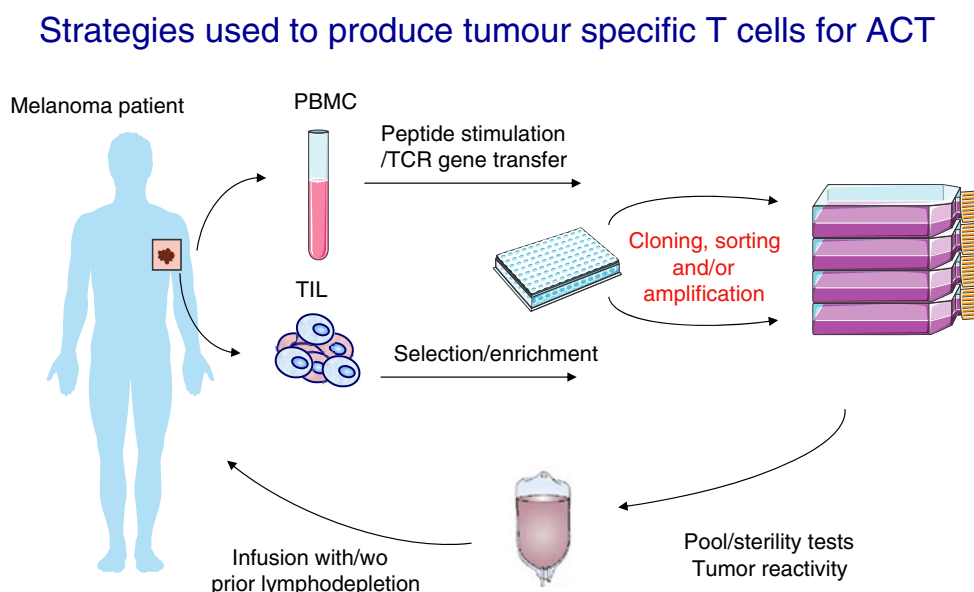 Strategies used to produce tumour specific T cells for ACT
Melanoma patient
PBMC
Peptide stimulation
/TCR gene transfer
Cloning, sorting
and/or
amplification
TIL
Selection/enrichment
Infusion with/wo
prior lymphodepletion
Pool/sterility tests
Tumor reactivity